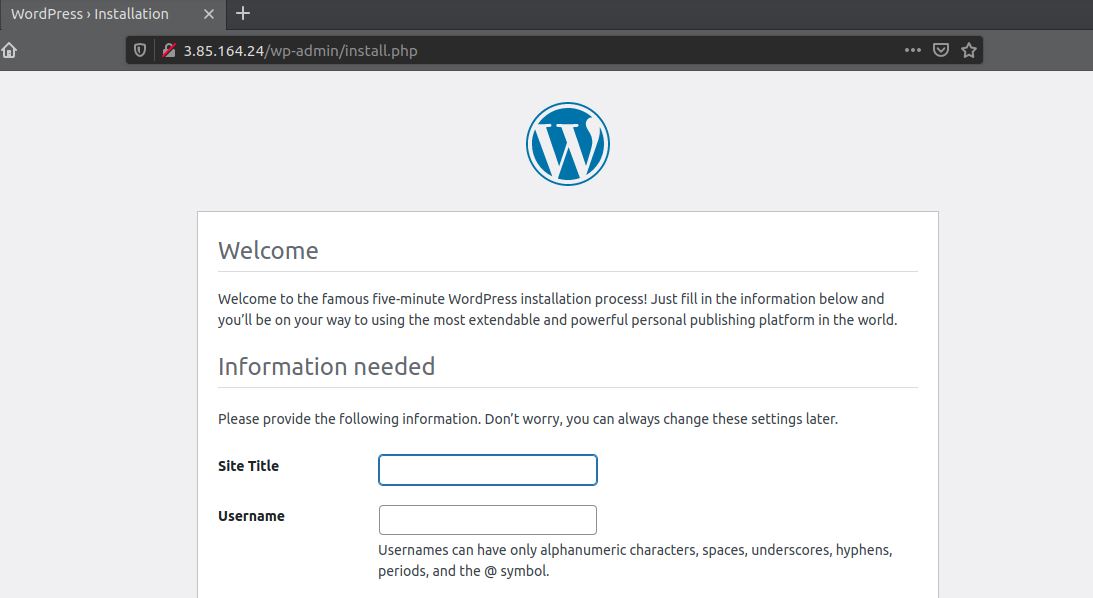 WordPress › Installation
3.85.164.24/wp-admin/install.php
Welcome
Welcome to the famous five-minute WordPress installation process! Just fill in the information below and
you’ll be on your way to using the most extendable and powerful personal publishing platform in the world.
Information needed
Please provide the following information. Don’t worry, you can always change these settings later.
Site Title
Username
Usernames can have only alphanumeric characters, spaces, underscores, hyphens,
periods, and the @ symbol.